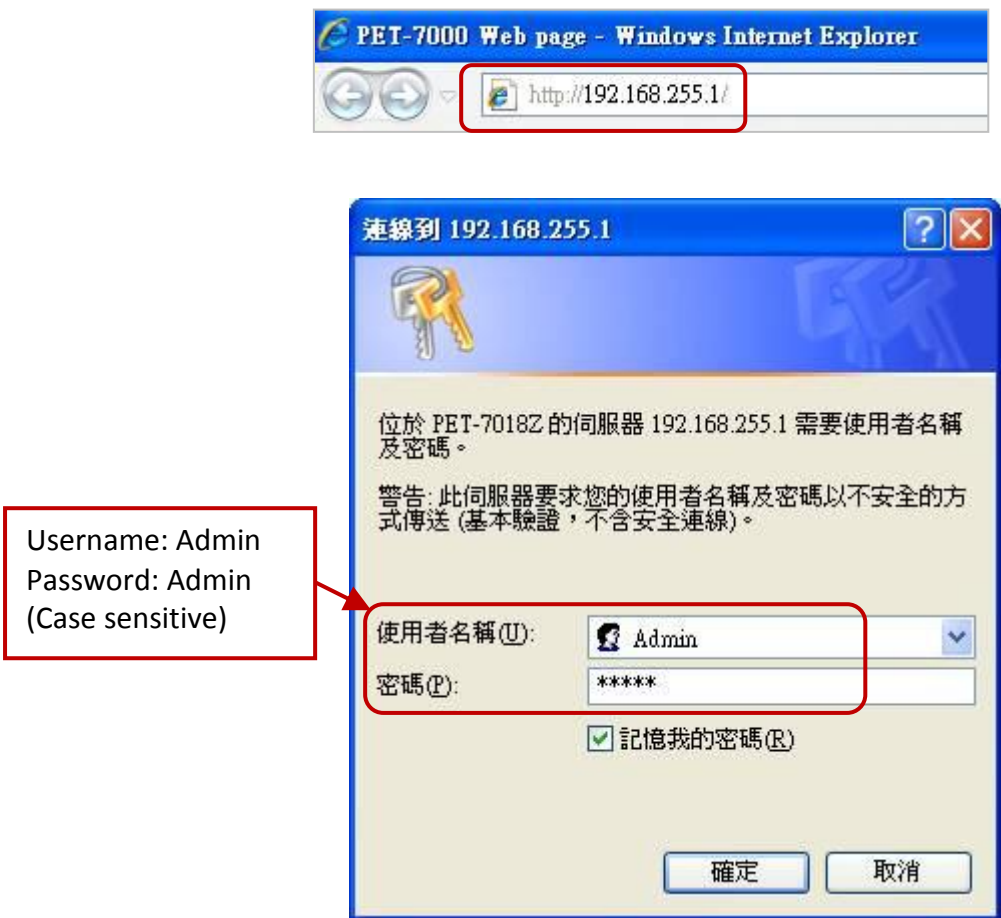 PET-7000 Web page - Windows Internet Explorer
http://192.168.255.1/
連線到 192.168.255.1
位於 PET-7018Z 的伺服器 192.168.255.1 需要使用者名稱
及密碼。
警告: 此伺服器要求您的使用者名稱及密碼以不安全的方
式傳送 (基本驗證，不含安全連線)。
Username: Admin
Password: Admin
(Case sensitive)
使用者名稱(U): Admin
密碼(P): *****
記憶我的密碼(R)
確定 取消